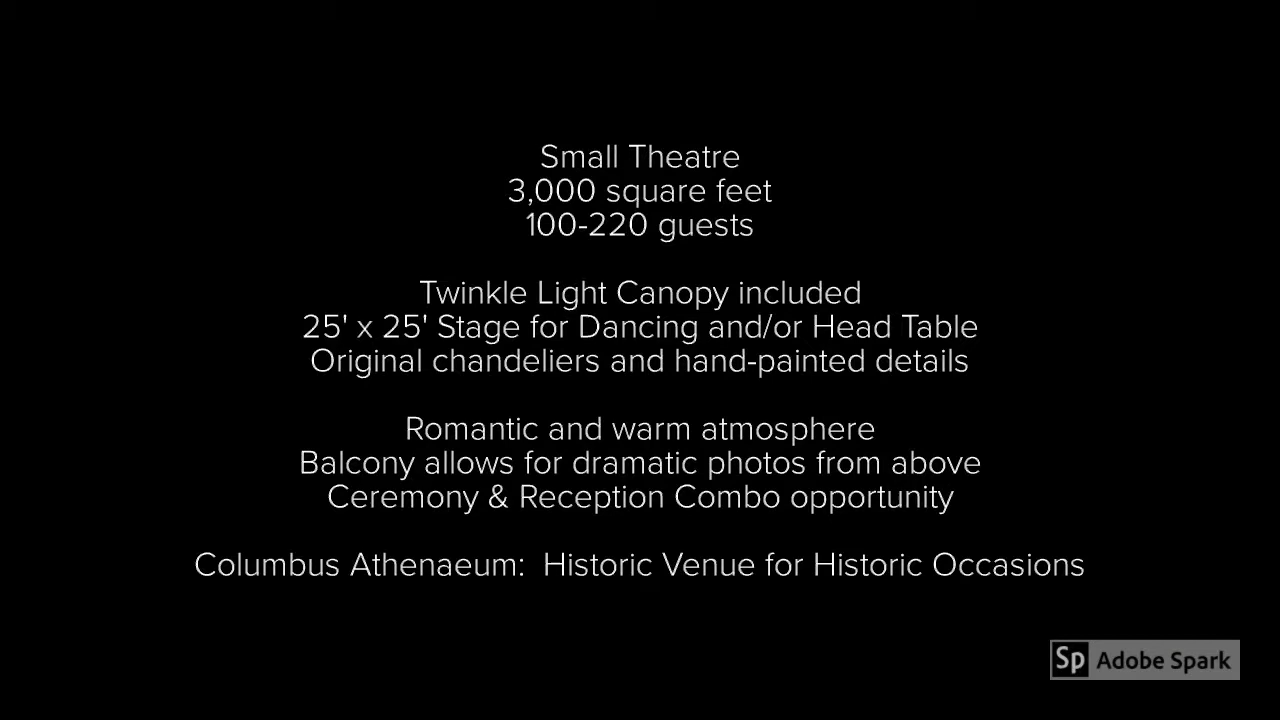 Small Theatre
3,000 square feet
100-220 guests
Twinkle Light Canopy included
25' x 25' Stage for Dancing and/or Head Table
Original chandeliers and hand-painted details
Romantic and warm atmosphere
Balcony allows for dramatic photos from above
Ceremony & Reception Combo opportunity
Columbus Athenaeum:  Historic Venue for Historic Occasions
Sp Adobe Spark